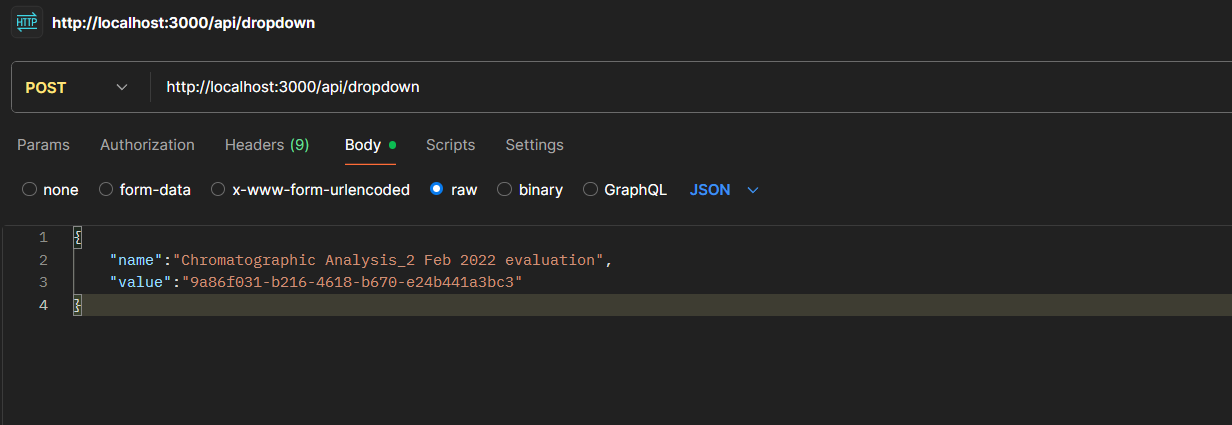 HTTP http://localhost:3000/api/dropdown
POST http://localhost:3000/api/dropdown
Params Authorization Headers (9) Body Scripts Settings
none form-data x-www-form-urlencoded raw binary GraphQL JSON
1 {
2 "name":"Chromatographic Analysis_2 Feb 2022 evaluation",
3 "value":"9a86f031-b216-4618-b670-e24b441a3bc3"
4 }